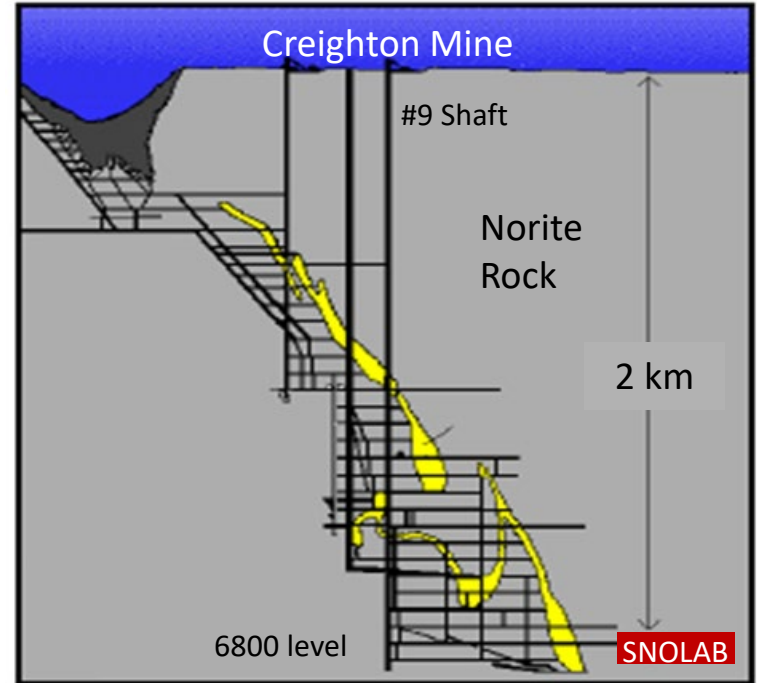 Creighton Mine
#9 Shaft
Norite
Rock
2 km
6800 level
SNOLAB